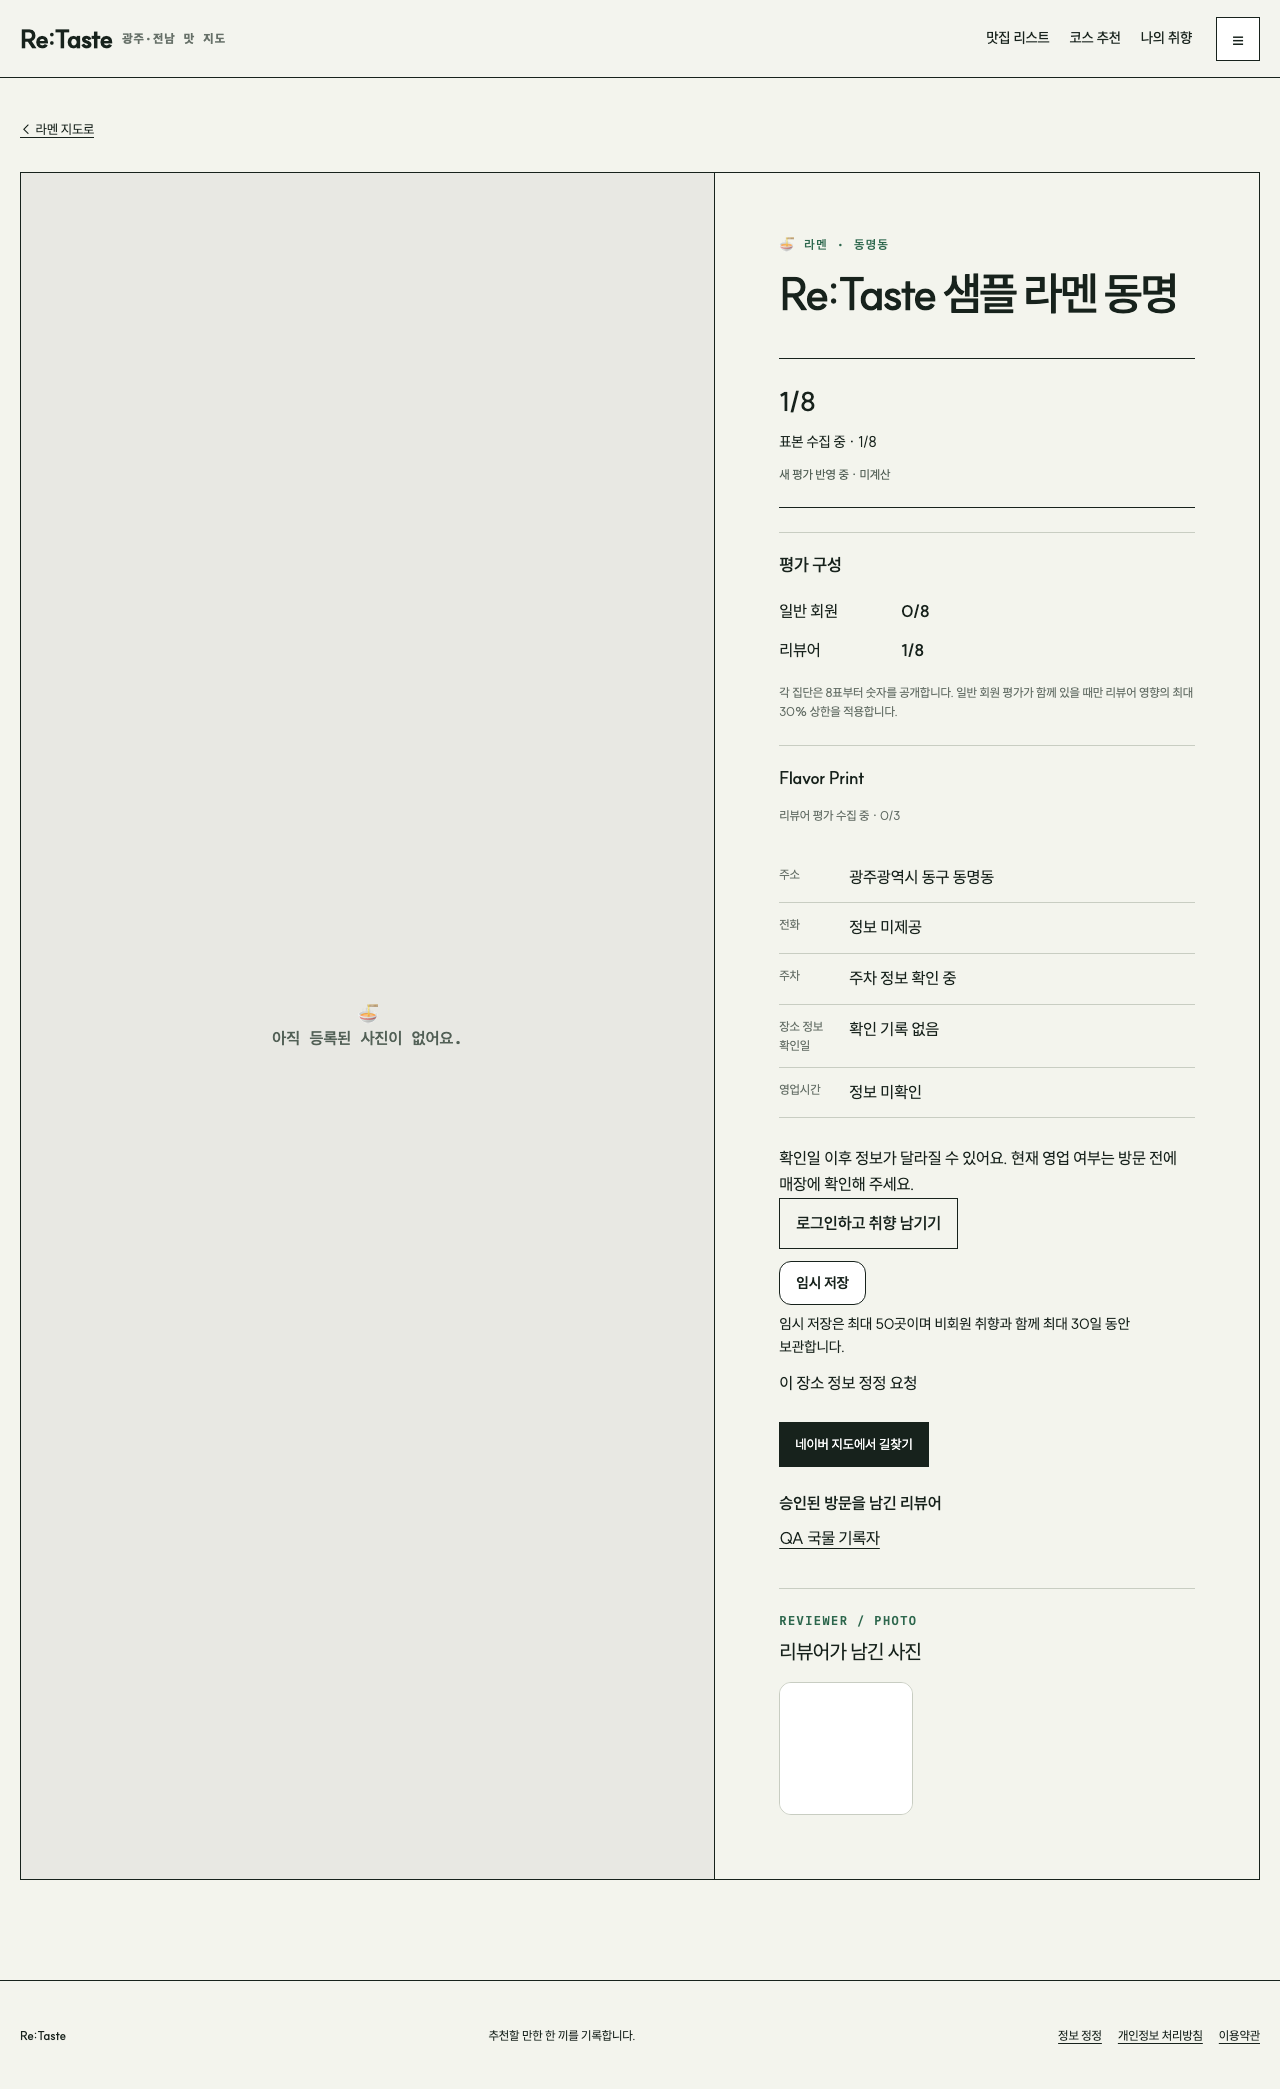 Re:Taste 광주·전남 맛 지도
맛집 리스트 코스 추천 나의 취향
라멘 지도로
라멘 · 동명동
Re:Taste 샘플 라멘 동명
1/8
표본 수집 중 · 1/8
새 평가 반영 중 · 미계산
평가 구성
일반 회원 0/8
리뷰어 1/8
각 집단은 8표부터 숫자를 공개합니다. 일반 회원 평가가 함께 있을 때만 리뷰어 영향의 최대
30% 상한을 적용합니다.
Flavor Print
리뷰어 평가 수집 중 · 0/3
주소 광주광역시 동구 동명동
전화 정보 미제공
주차 주차 정보 확인 중
장소 정보
확인일
확인 기록 없음
영업시간 정보 미확인
아직 등록된 사진이 없어요.
확인일 이후 정보가 달라질 수 있어요. 현재 영업 여부는 방문 전에
매장에 확인해 주세요.
로그인하고 취향 남기기
임시 저장
임시 저장은 최대 50곳이며 비회원 취향과 함께 최대 30일 동안
보관합니다.
이 장소 정보 정정 요청
네이버 지도에서 길찾기
승인된 방문을 남긴 리뷰어
QA 국물 기록자
REVIEWER / PHOTO
리뷰어가 남긴 사진
Re:Taste
추천할 만한 한 끼를 기록합니다.
정보 정정 개인정보 처리방침 이용약관